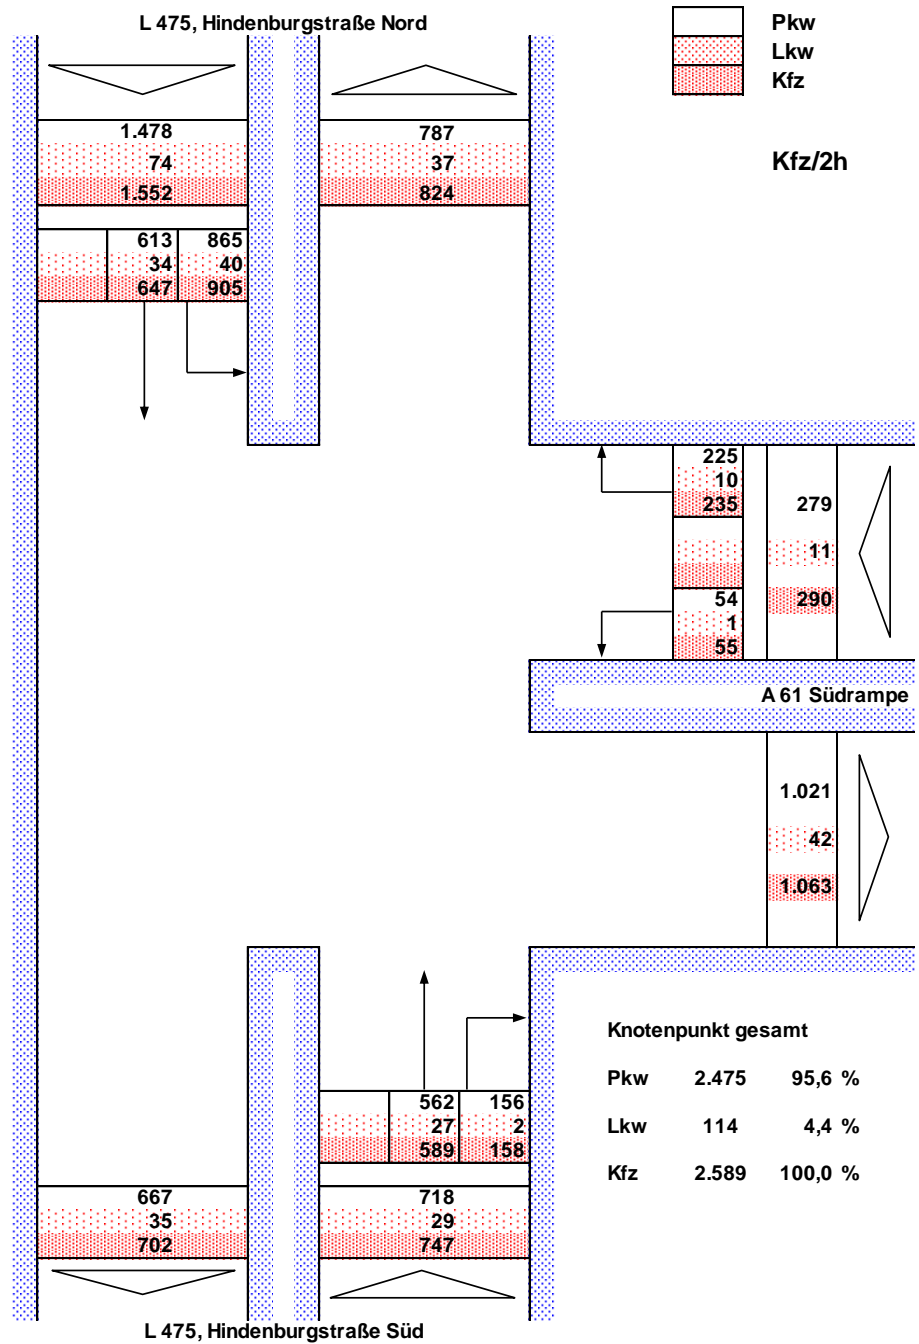 L 475, Hindenburgstraße Nord
Pkw
Lkw
Kfz
Kfz/2h
1.478
74
1.552
787
37
824
613 865
34 40
647 905
225
10
235
54
1
55
279
11
290
A 61 Südrampe
1.021
42
1.063
Knotenpunkt gesamt
Pkw 2.475 95,6 %
Lkw 114 4,4 %
Kfz 2.589 100,0 %
562 156
27 2
589 158
667
35
702
718
29
747
L 475, Hindenburgstraße Süd